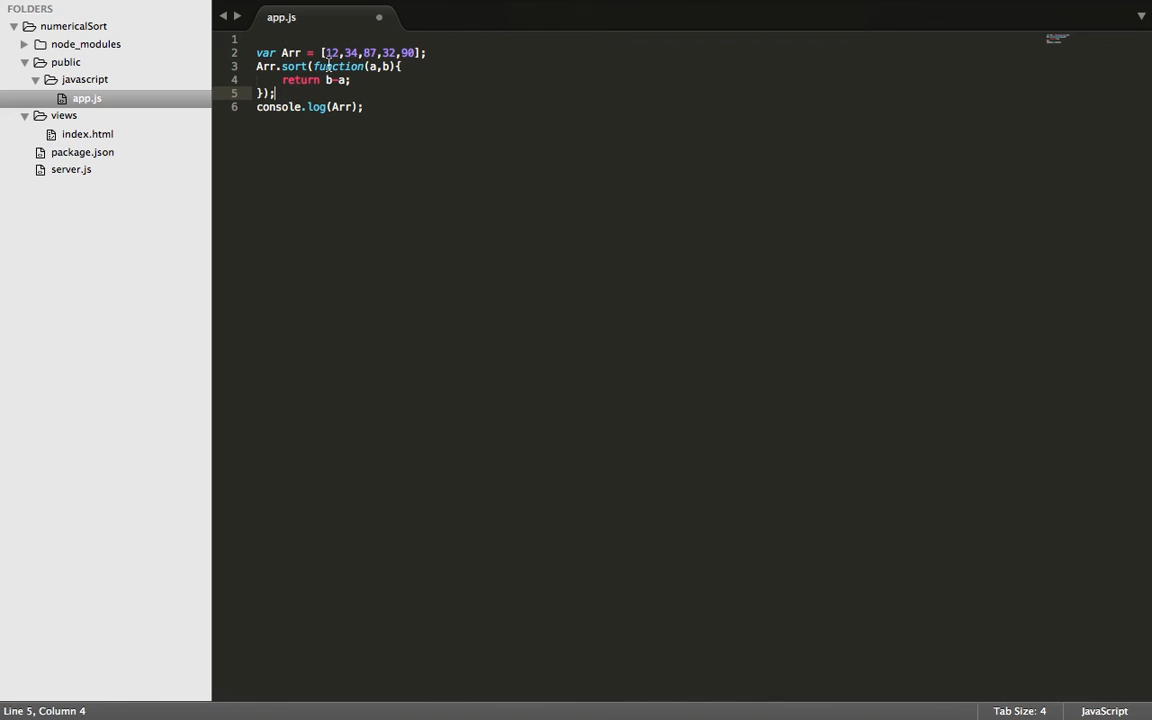 FOLDERS
numericalSort
node_modules
public
javascript
app.js
views
index.html
package.json
server.js
app.js
1
2 var Arr = [12,34,87,32,90];
3 Arr.sort(function(a,b){
4 return b-a;
5 });
6 console.log(Arr);
Line 5, Column 4
Tab Size: 4
JavaScript